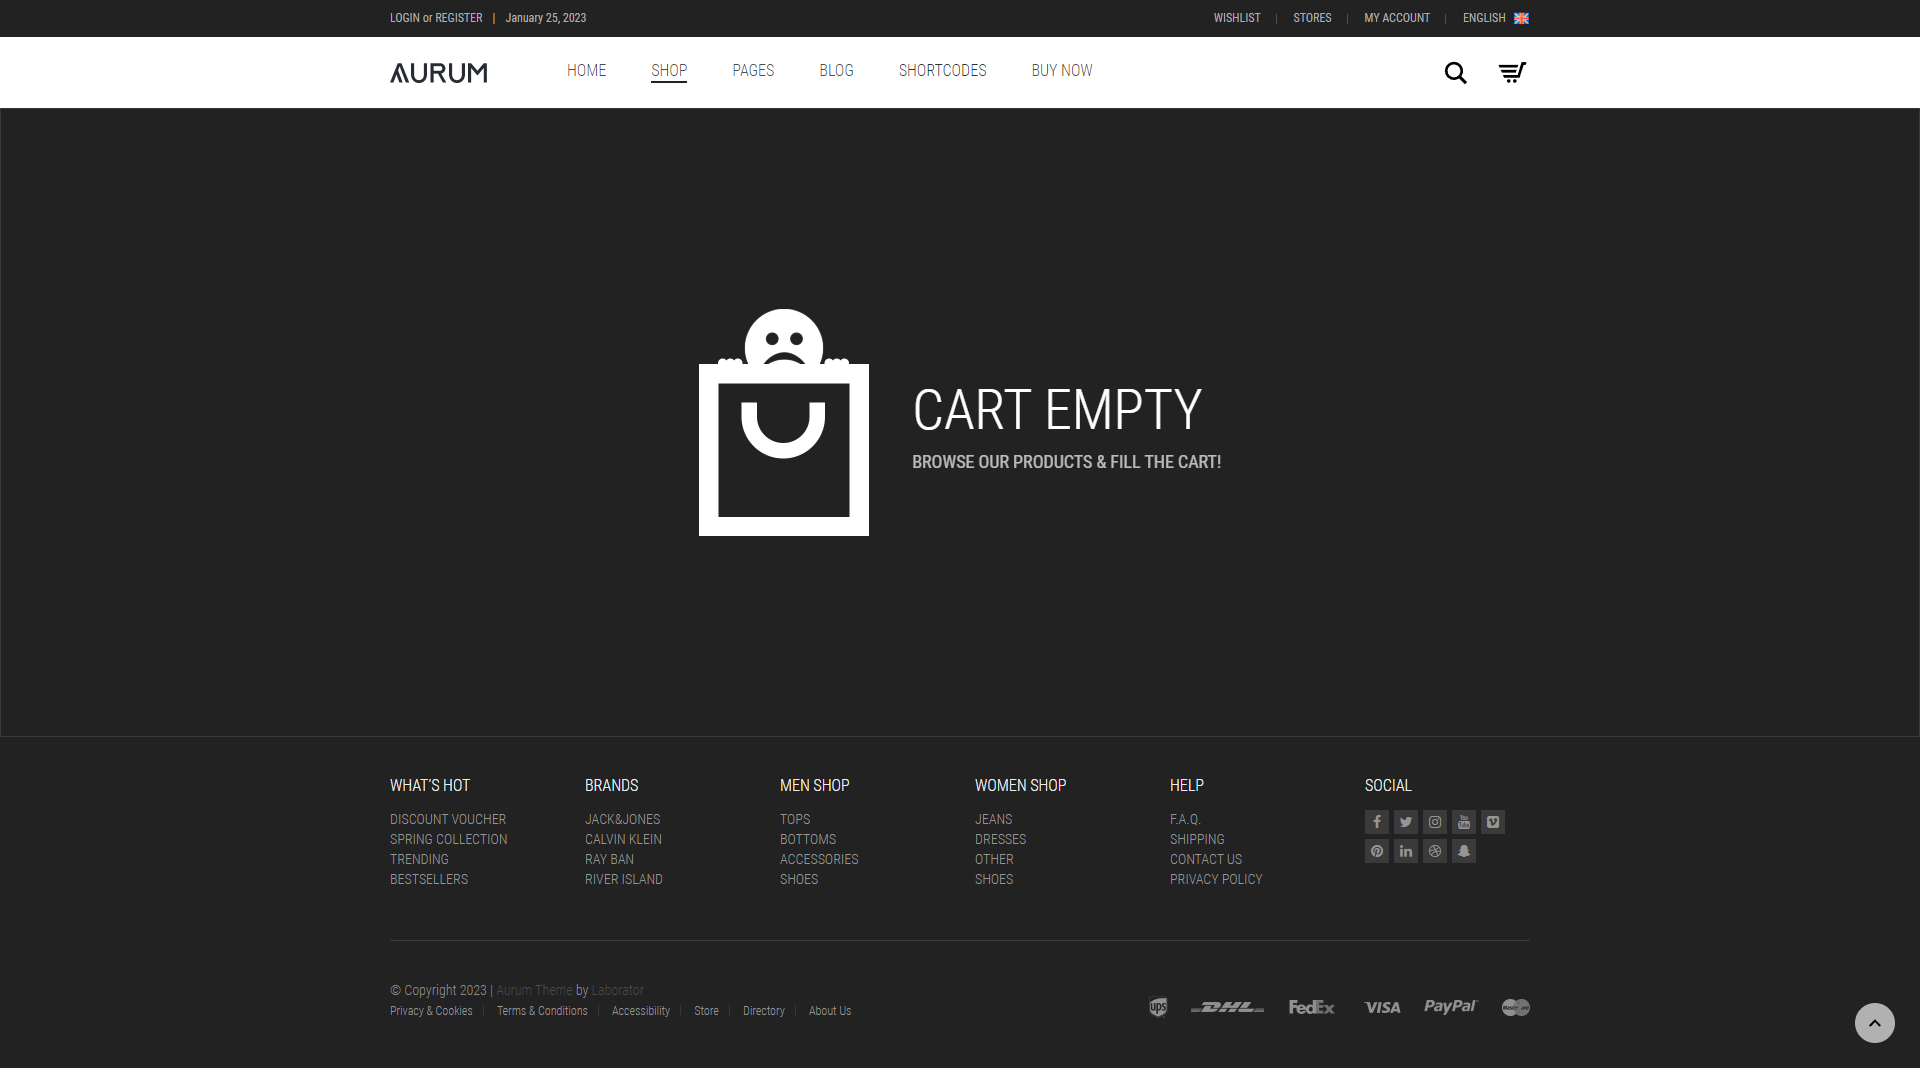 LOGIN or REGISTER | January 25, 2023
WISHLIST | STORES | MY ACCOUNT | ENGLISH
AURUM
HOME SHOP PAGES BLOG SHORTCODES BUY NOW
CART EMPTY
BROWSE OUR PRODUCTS & FILL THE CART!
WHAT'S HOT
DISCOUNT VOUCHER
SPRING COLLECTION
TRENDING
BESTSELLERS
BRANDS
JACK&JONES
CALVIN KLEIN
RAY BAN
RIVER ISLAND
MEN SHOP
TOPS
BOTTOMS
ACCESSORIES
SHOES
WOMEN SHOP
JEANS
DRESSES
OTHER
SHOES
HELP
F.A.Q.
SHIPPING
CONTACT US
PRIVACY POLICY
SOCIAL
You Tube
© Copyright 2023 | Aurum Theme by Laborator
Privacy & Cookies | Terms & Conditions | Accessibility | Store | Directory | About Us
ups DHL FedEx VISA PayPal MasterCard